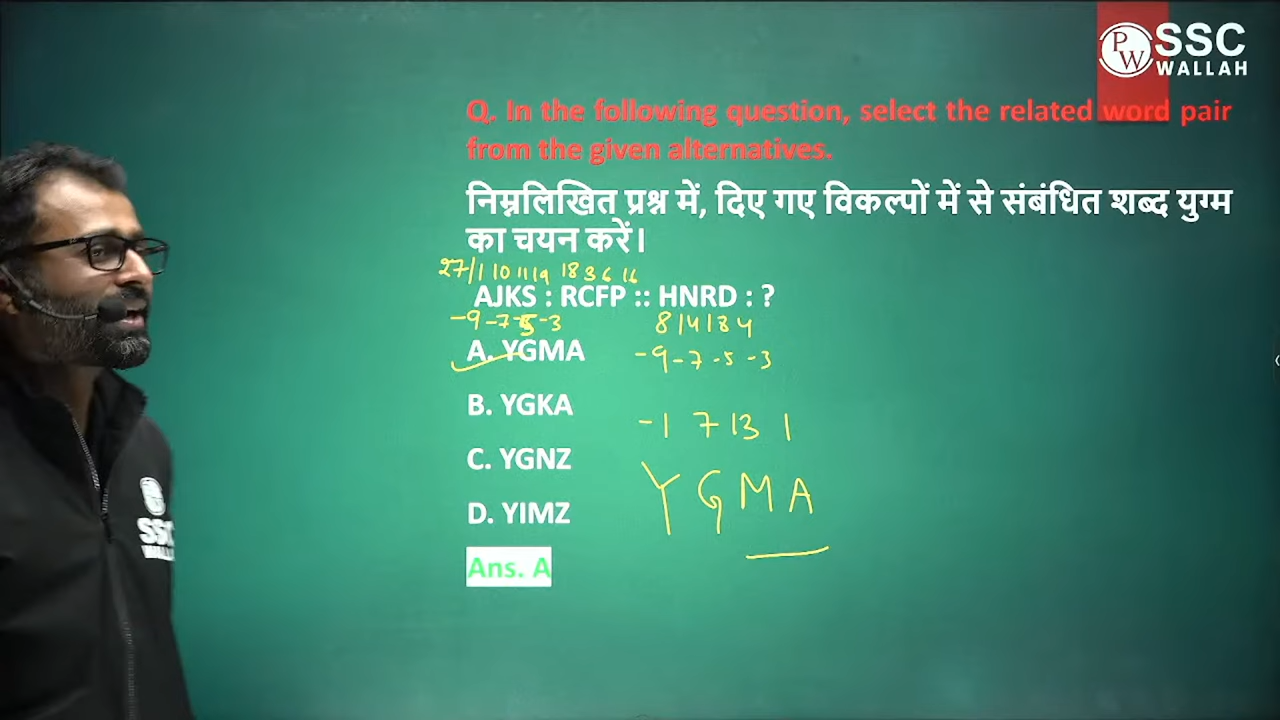 PW SSC
WALLAH
Q. In the following question, select the related word pair
from the given alternatives.
निम्नलिखित प्रश्न में, दिए गए विकल्पों में से संबंधित शब्द युग्म
का चयन करें।
27/1 10 11 19 18 3 6 16
AJKS : RCFP :: HNRD : ?
-9 -7 -5 -3 8 14 18 4
A. YGMA -9 -7 -5 -3
B. YGKA
-1 7 13 1
C. YGNZ
Y G M A
D. YIMZ
Ans. A
SSC
WALL